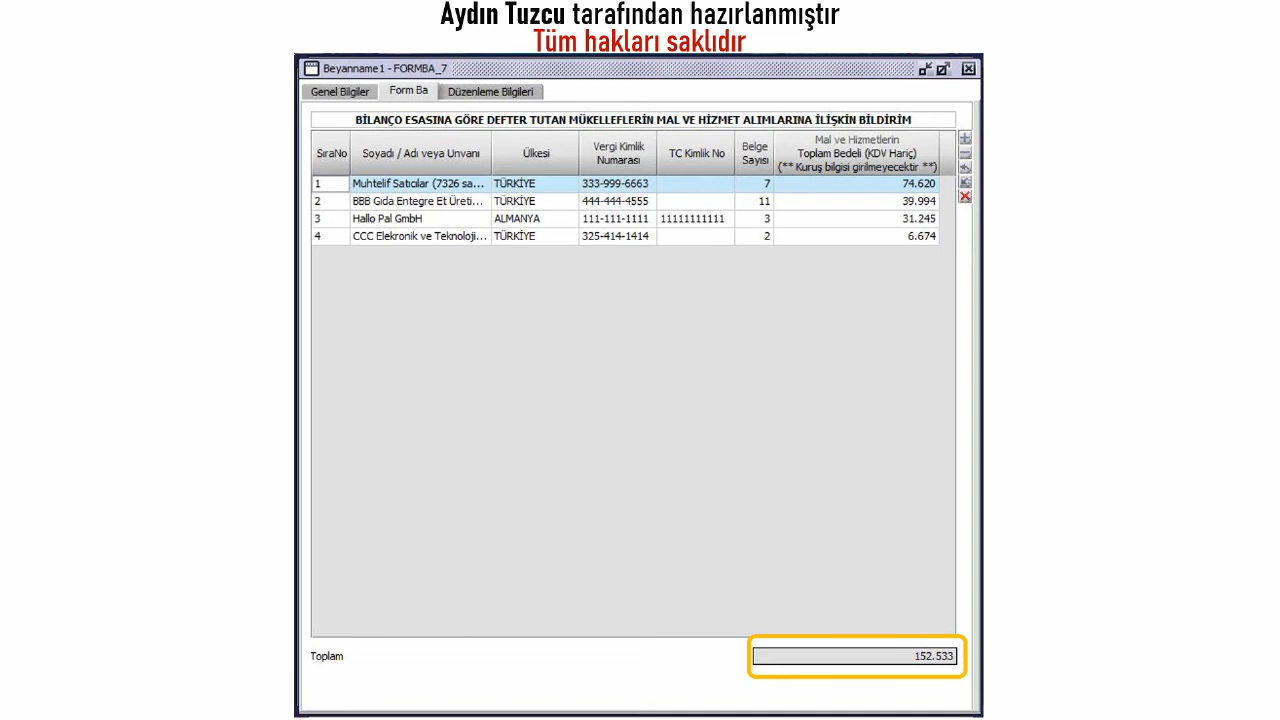 Aydın Tuzcu tarafından hazırlanmıştır
Tüm hakları saklıdır
Beyanname1 - FORMBA_7
Genel Bilgiler Form Ba Düzenleme Bilgileri
BİLANÇO ESASINA GÖRE DEFTER TUTAN MÜKELLEFLERİN MAL VE HİZMET ALIMLARINA İLİŞKİN BİLDİRİM
SıraNo Soyadı / Adı veya Unvanı Ülkesi Vergi Kimlik Numarası TC Kimlik No Belge Sayısı Mal ve Hizmetlerin Toplam Bedeli (KDV Hariç) (** Kuruş bilgisi girilmeyecektir **)
1 Muhtelif Satıcılar (7326 sa... TÜRKİYE 333-999-6663 7 74.620
2 BBB Gıda Entegre Et Üreti... TÜRKİYE 444-444-4555 11 39.994
3 Hallo Pal GmbH ALMANYA 111-111-1111 11111111111 3 31.245
4 CCC Elekronik ve Teknoloji... TÜRKİYE 325-414-1414 2 6.674
Toplam 152.533